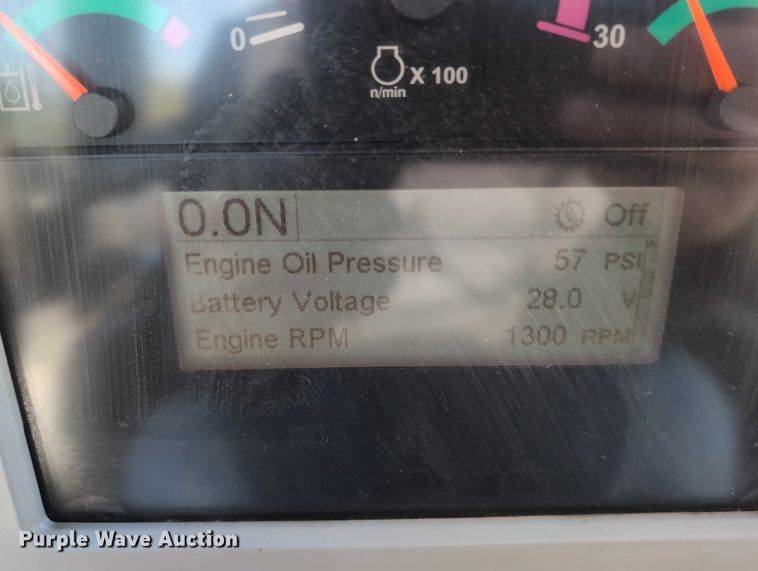 0
30
X 100
n/min
0.0N Off
Engine Oil Pressure 57 PSI
Battery Voltage 28.0 V
Engine RPM 1300 RPM
Purple Wave Auction